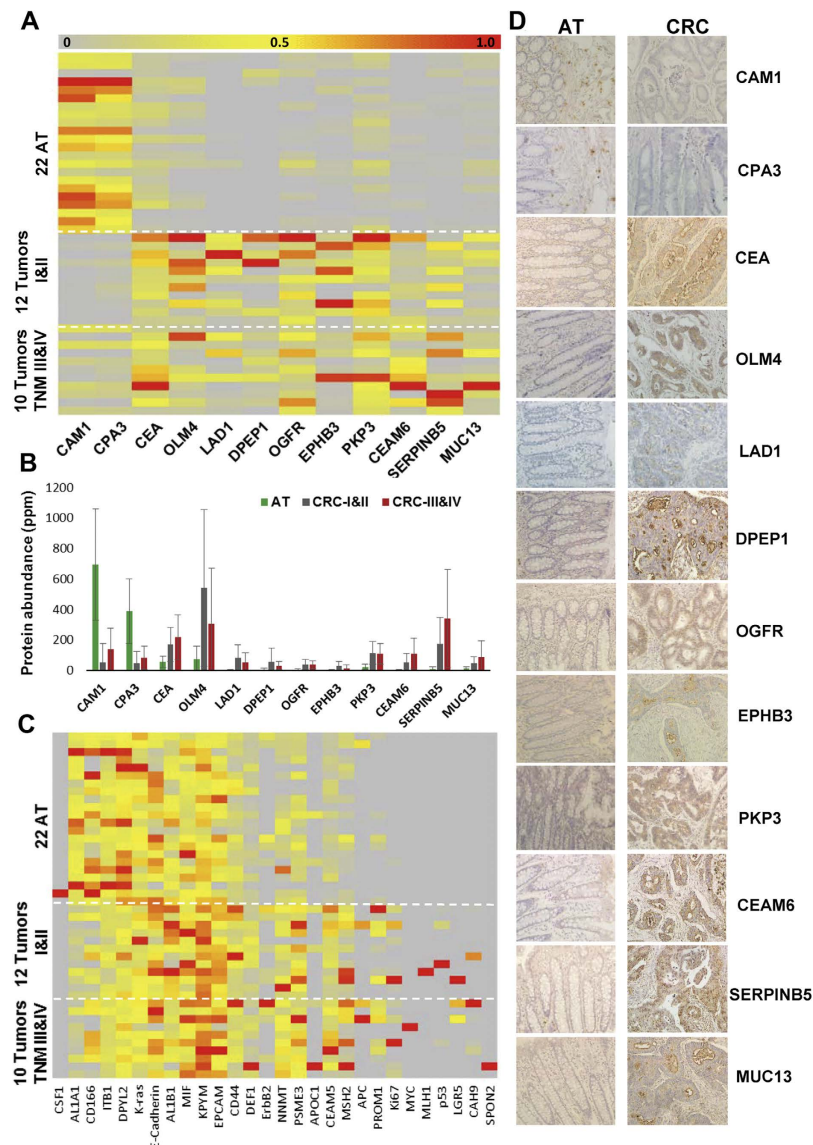 A
0 0.5 1.0
22 AT
12 Tumors
I&II
10 Tumors
TNM III&IV
CAM1
CPA3
CEA
OLM4
LAD1
DPEP1
OGFR
EPHB3
PKP3
CEAM6
SERPINB5
MUC13
B
Protein abundance (ppm)
1200
1000
800
600
400
200
0
AT CRC-I&II CRC-III&IV
CAM1
CPA3
CEA
OLM4
LAD1
DPEP1
OGFR
EPHB3
PKP3
CEAM6
SERPINB5
MUC13
C
22 AT
12 Tumors
I&II
10 Tumors
TNM III&IV
CSF1
AL1A1
CD166
ITB1
DPYL2
K-ras
E-Cadherin
AL1B1
MIF
KPYM
EPCAM
CD44
DEF1
ErbB2
NNMT
PSME3
APOC1
CEAM5
MSH2
APC
PROM1
Ki67
MYC
MLH1
p53
LGR5
CAH9
SPON2
D
AT CRC
CAM1
CPA3
CEA
OLM4
LAD1
DPEP1
OGFR
EPHB3
PKP3
CEAM6
SERPINB5
MUC13